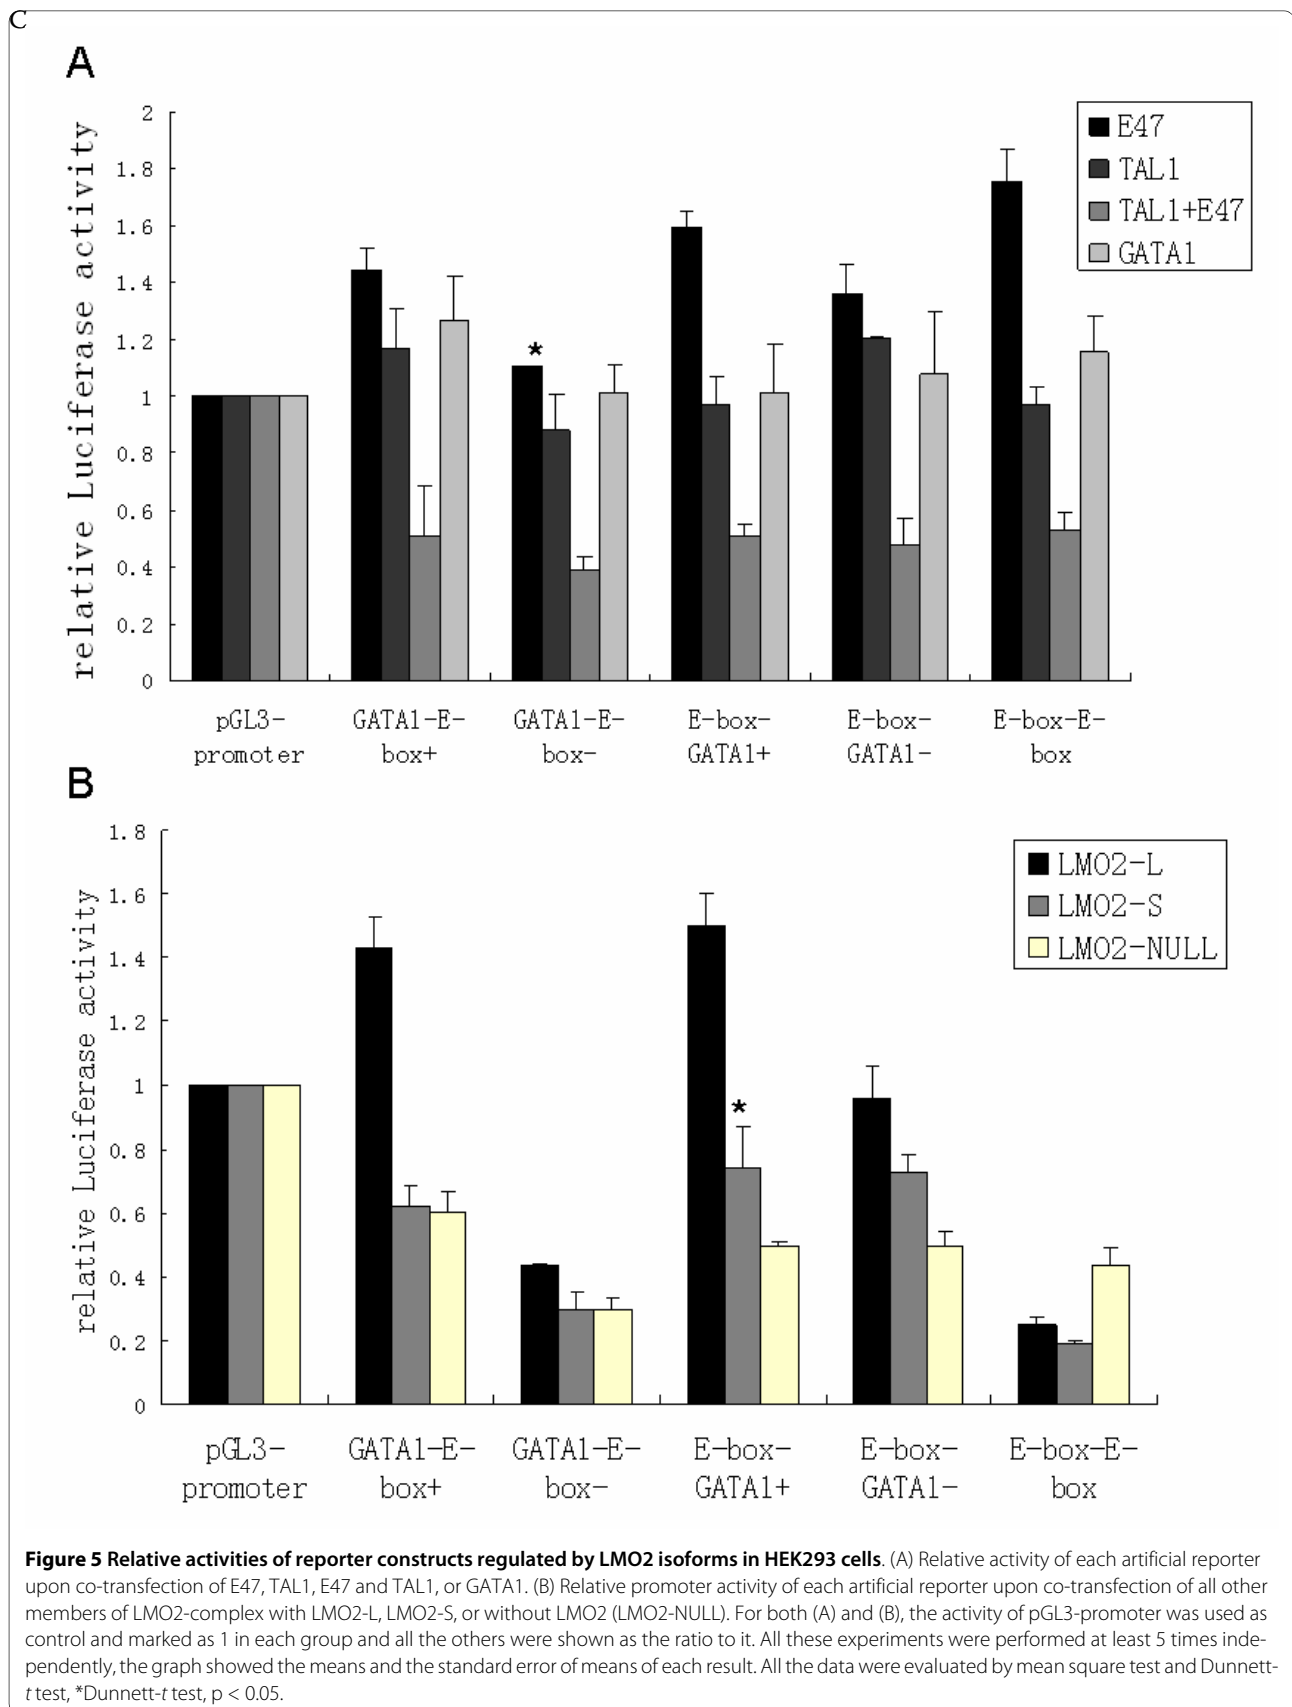 C
A
relative Luciferase activity
2
1.8
1.6
1.4
1.2
1
0.8
0.6
0.4
0.2
0
*
E47
TAL1
TAL1+E47
GATA1
pGL3-
promoter
GATA1-E-
box+
GATA1-E-
box-
E-box-
GATA1+
E-box-
GATA1-
E-box-E-
box
B
relative Luciferase activity
1.8
1.6
1.4
1.2
1
0.8
0.6
0.4
0.2
0
*
LMO2-L
LMO2-S
LMO2-NULL
pGL3-
promoter
GATA1-E-
box+
GATA1-E-
box-
E-box-
GATA1+
E-box-
GATA1-
E-box-E-
box
Figure 5 Relative activities of reporter constructs regulated by LMO2 isoforms in HEK293 cells. (A) Relative activity of each artificial reporter
upon co-transfection of E47, TAL1, E47 and TAL1, or GATA1. (B) Relative promoter activity of each artificial reporter upon co-transfection of all other
members of LMO2-complex with LMO2-L, LMO2-S, or without LMO2 (LMO2-NULL). For both (A) and (B), the activity of pGL3-promoter was used as
control and marked as 1 in each group and all the others were shown as the ratio to it. All these experiments were performed at least 5 times inde-
pendently, the graph showed the means and the standard error of means of each result. All the data were evaluated by mean square test and Dunnett-
t test, *Dunnett-t test, p < 0.05.